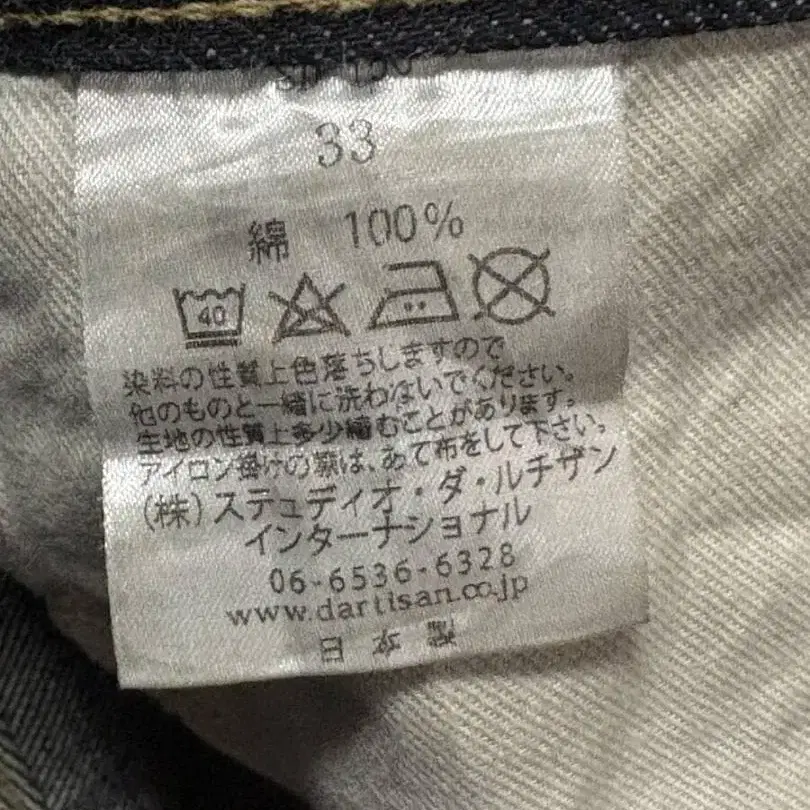 33
綿 100%
40
染料の性質上色落ちしますので
他のものと一緒に洗わないでください。
生地の性質上多少縮むことがあります。
アイロン掛けの際は、あて布をして下さい。
(株)ステュディオ・ダ・ルチザン
インターナショナル
06-6536-6328
www.dartisan.co.jp
日本製